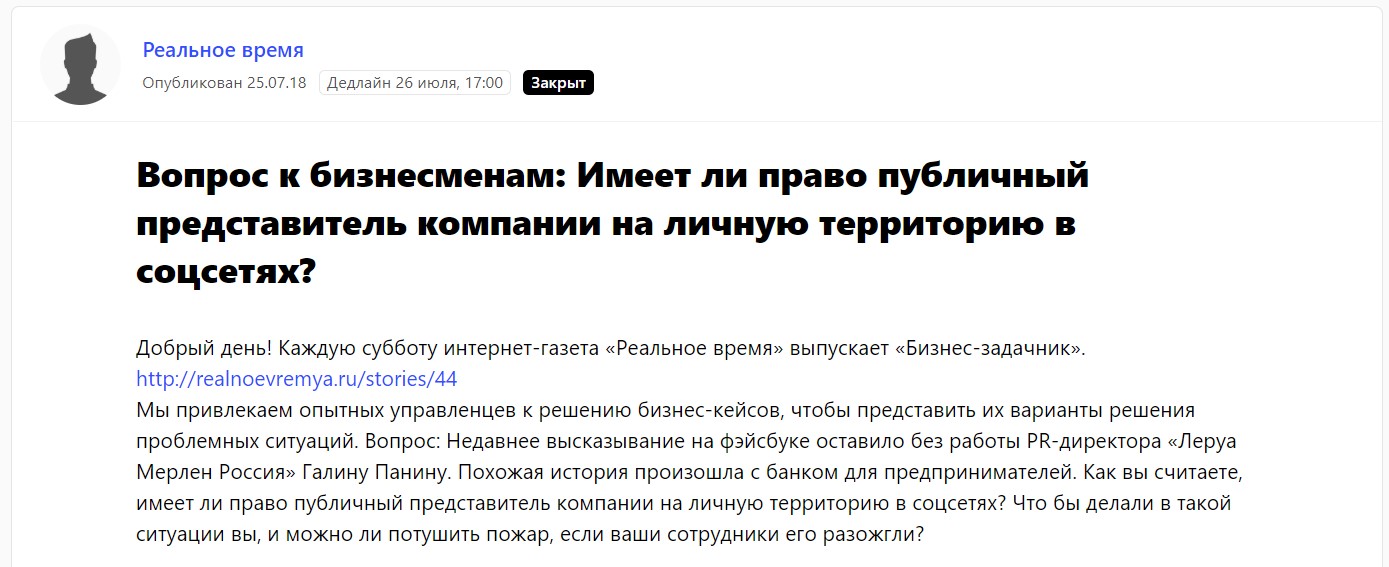 Реальное время
Опубликован 25.07.18 Дедлайн 26 июля, 17:00 Закрыт
Вопрос к бизнесменам: Имеет ли право публичный
представитель компании на личную территорию в
соцсетях?
Добрый день! Каждую субботу интернет-газета «Реальное время» выпускает «Бизнес-задачник».
http://realnoevremya.ru/stories/44
Мы привлекаем опытных управленцев к решению бизнес-кейсов, чтобы представить их варианты решения
проблемных ситуаций. Вопрос: Недавнее высказывание на фэйсбуке оставило без работы PR-директора «Леруа
Мерлен Россия» Галину Панину. Похожая история произошла с банком для предпринимателей. Как вы считаете,
имеет ли право публичный представитель компании на личную территорию в соцсетях? Что бы делали в такой
ситуации вы, и можно ли потушить пожар, если ваши сотрудники его разожгли?